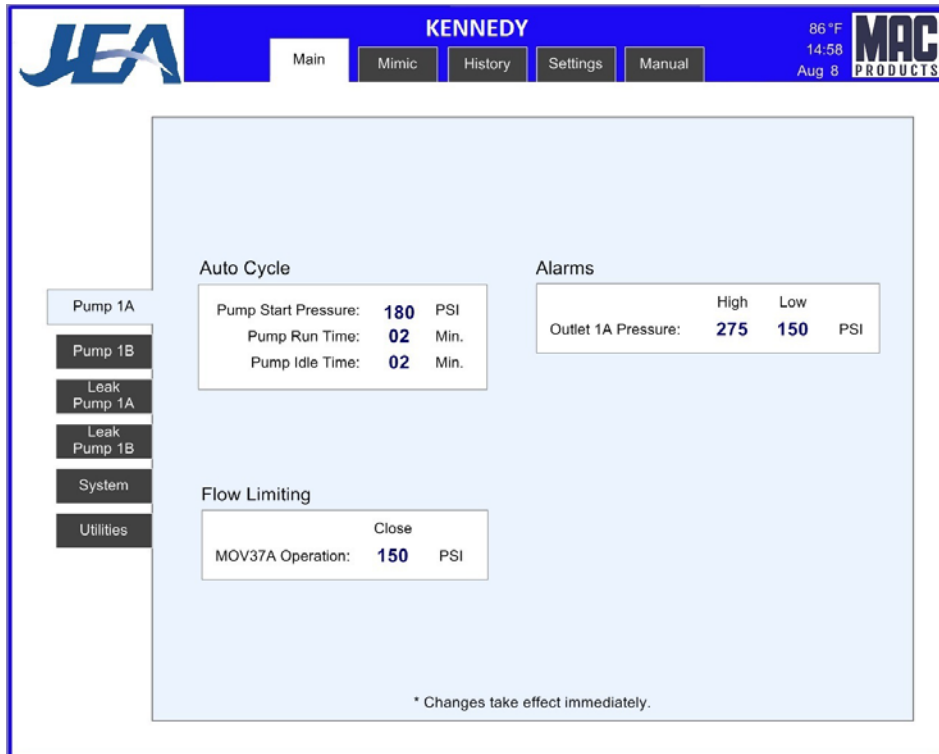 JEA
KENNEDY
86°F
14:58
Aug 8
MAC
PRODUCTS
Main
Mimic
History
Settings
Manual
Pump 1A
Pump 1B
Leak
Pump 1A
Leak
Pump 1B
System
Utilities
Auto Cycle
Pump Start Pressure: 180 PSI
Pump Run Time: 02 Min.
Pump Idle Time: 02 Min.
Alarms
High Low
Outlet 1A Pressure: 275 150 PSI
Flow Limiting
Close
MOV37A Operation: 150 PSI
* Changes take effect immediately.